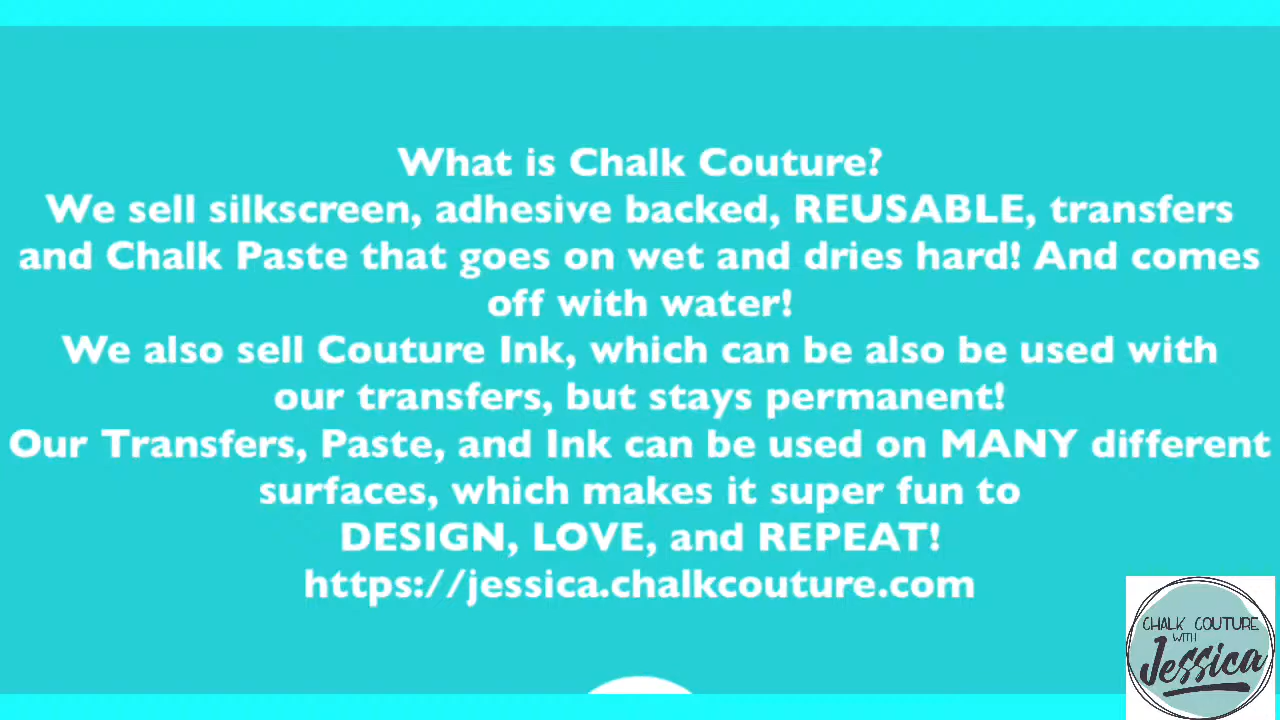 What is Chalk Couture?
We sell silkscreen, adhesive backed, REUSABLE, transfers
and Chalk Paste that goes on wet and dries hard! And comes
off with water!
We also sell Couture Ink, which can be also be used with
our transfers, but stays permanent!
Our Transfers, Paste, and Ink can be used on MANY different
surfaces, which makes it super fun to
DESIGN, LOVE, and REPEAT!
https://jessica.chalkcouture.com
CHALK COUTURE
WITH
Jessica